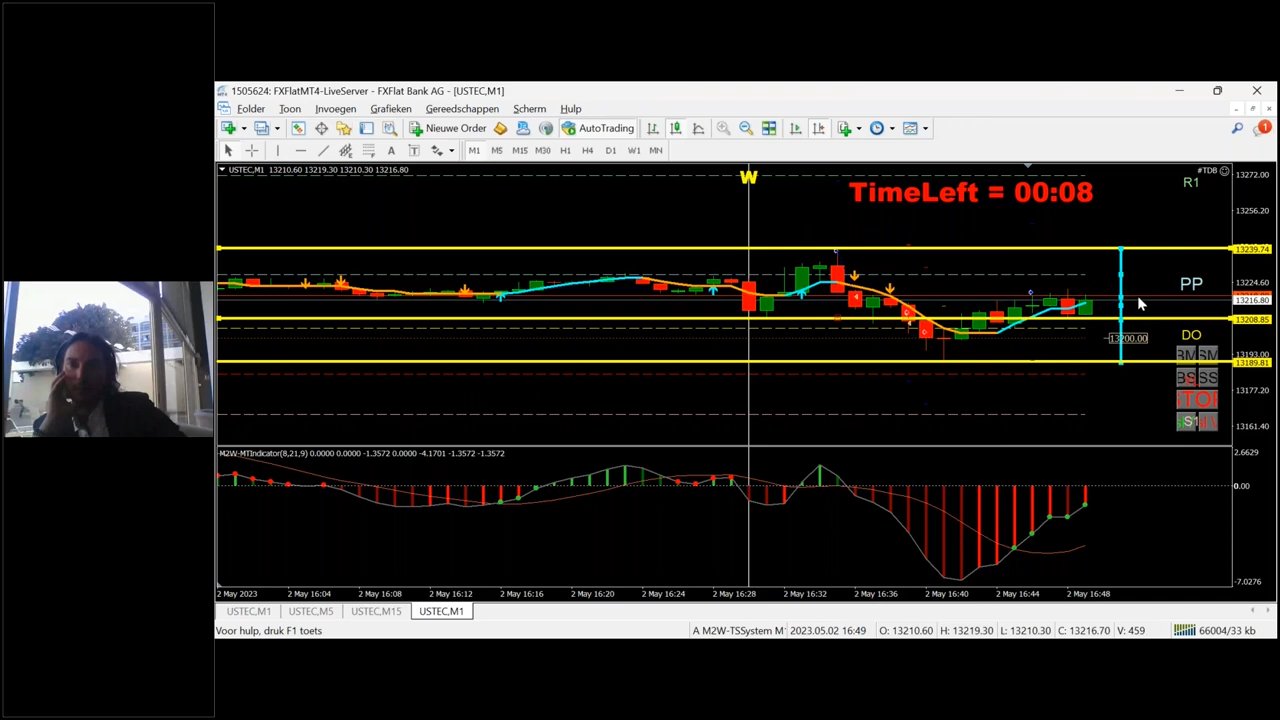 1505624: FXFlatMT4-LiveServer - FXFlat Bank AG - [USTEC,M1]
Folder Toon Invoegen Grafieken Gereedschappen Scherm Hulp
Nieuwe Order AutoTrading
1
A T M1 M5 M15 M30 H1 H4 D1 W1 MN
USTEC,M1 13210.60 13219.30 13210.30 13216.80
#TDB
W
TimeLeft = 00:08
R1
13272.00
13256.20
13239.74
PP
13224.60
13216.80
13208.85
DO
13200.00
BM SM
13193.00
13189.81
BS SS
13177.20
S1
13161.40
M2W-MTIndicator(8,21,9) 0.0000 0.0000 -1.3572 0.0000 -4.1701 -1.3572 -1.3572
2.6629
0.00
-7.0276
2 May 2023 2 May 16:04 2 May 16:08 2 May 16:12 2 May 16:16 2 May 16:20 2 May 16:24 2 May 16:28 2 May 16:32 2 May 16:36 2 May 16:40 2 May 16:44 2 May 16:48
USTEC,M1 USTEC,M5 USTEC,M15 USTEC,M1
Voor hulp, druk F1 toets A M2W-TSSystem M 2023.05.02 16:49 O: 13210.60 H: 13219.30 L: 13210.30 C: 13216.70 V: 459 66004/33 kb